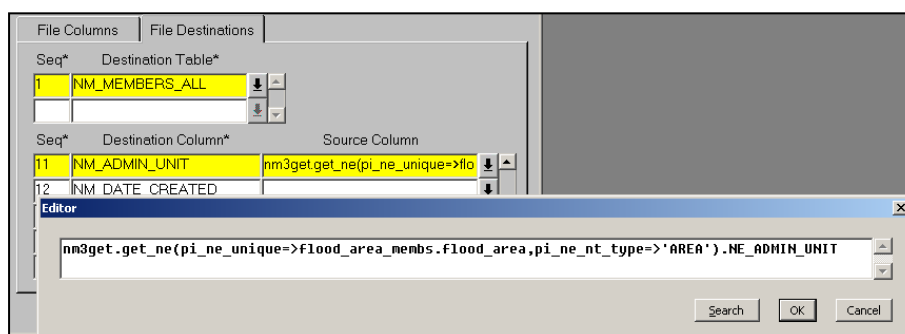 File Columns File Destinations
Seq* Destination Table*
1 NM_MEMBERS_ALL
Seq* Destination Column* Source Column
11 NM_ADMIN_UNIT nm3get.get_ne(pi_ne_unique=>flo
12 NM_DATE_CREATED
Editor
nm3get.get_ne(pi_ne_unique=>flood_area_membs.flood_area,pi_ne_nt_type=>'AREA').NE_ADMIN_UNIT
Search OK Cancel